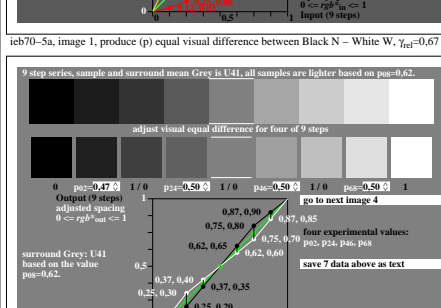 0
0,5
1
0 <= rgb*in <= 1
Input (9 steps)
ieb70–5a, image 1, produce (p) equal visual difference between Black N – White W, γrel=0,67
9 step series, sample and surround mean Grey is U41, all samples are lighter based on p08=0,62.
adjust visual equal difference for four of 9 steps
0 p02=0,47 1 / 0 p24=0,50 1 / 0 p46=0,50 1 / 0 p68=0,50 1
Output (9 steps)
adjusted spacing
0 <= rgb*out <= 1
1
go to next image 4
0,87, 0,90
0,87, 0,85
0,75, 0,80
0,75, 0,70
four experimental values:
p02, p24, p46, p68
0,62, 0,65
0,62, 0,60
surround Grey: U41
based on the value
p08=0,62.
0,5
save 7 data above as text
0,37, 0,40
0,37, 0,35
0,25, 0,30
0,25, 0,20